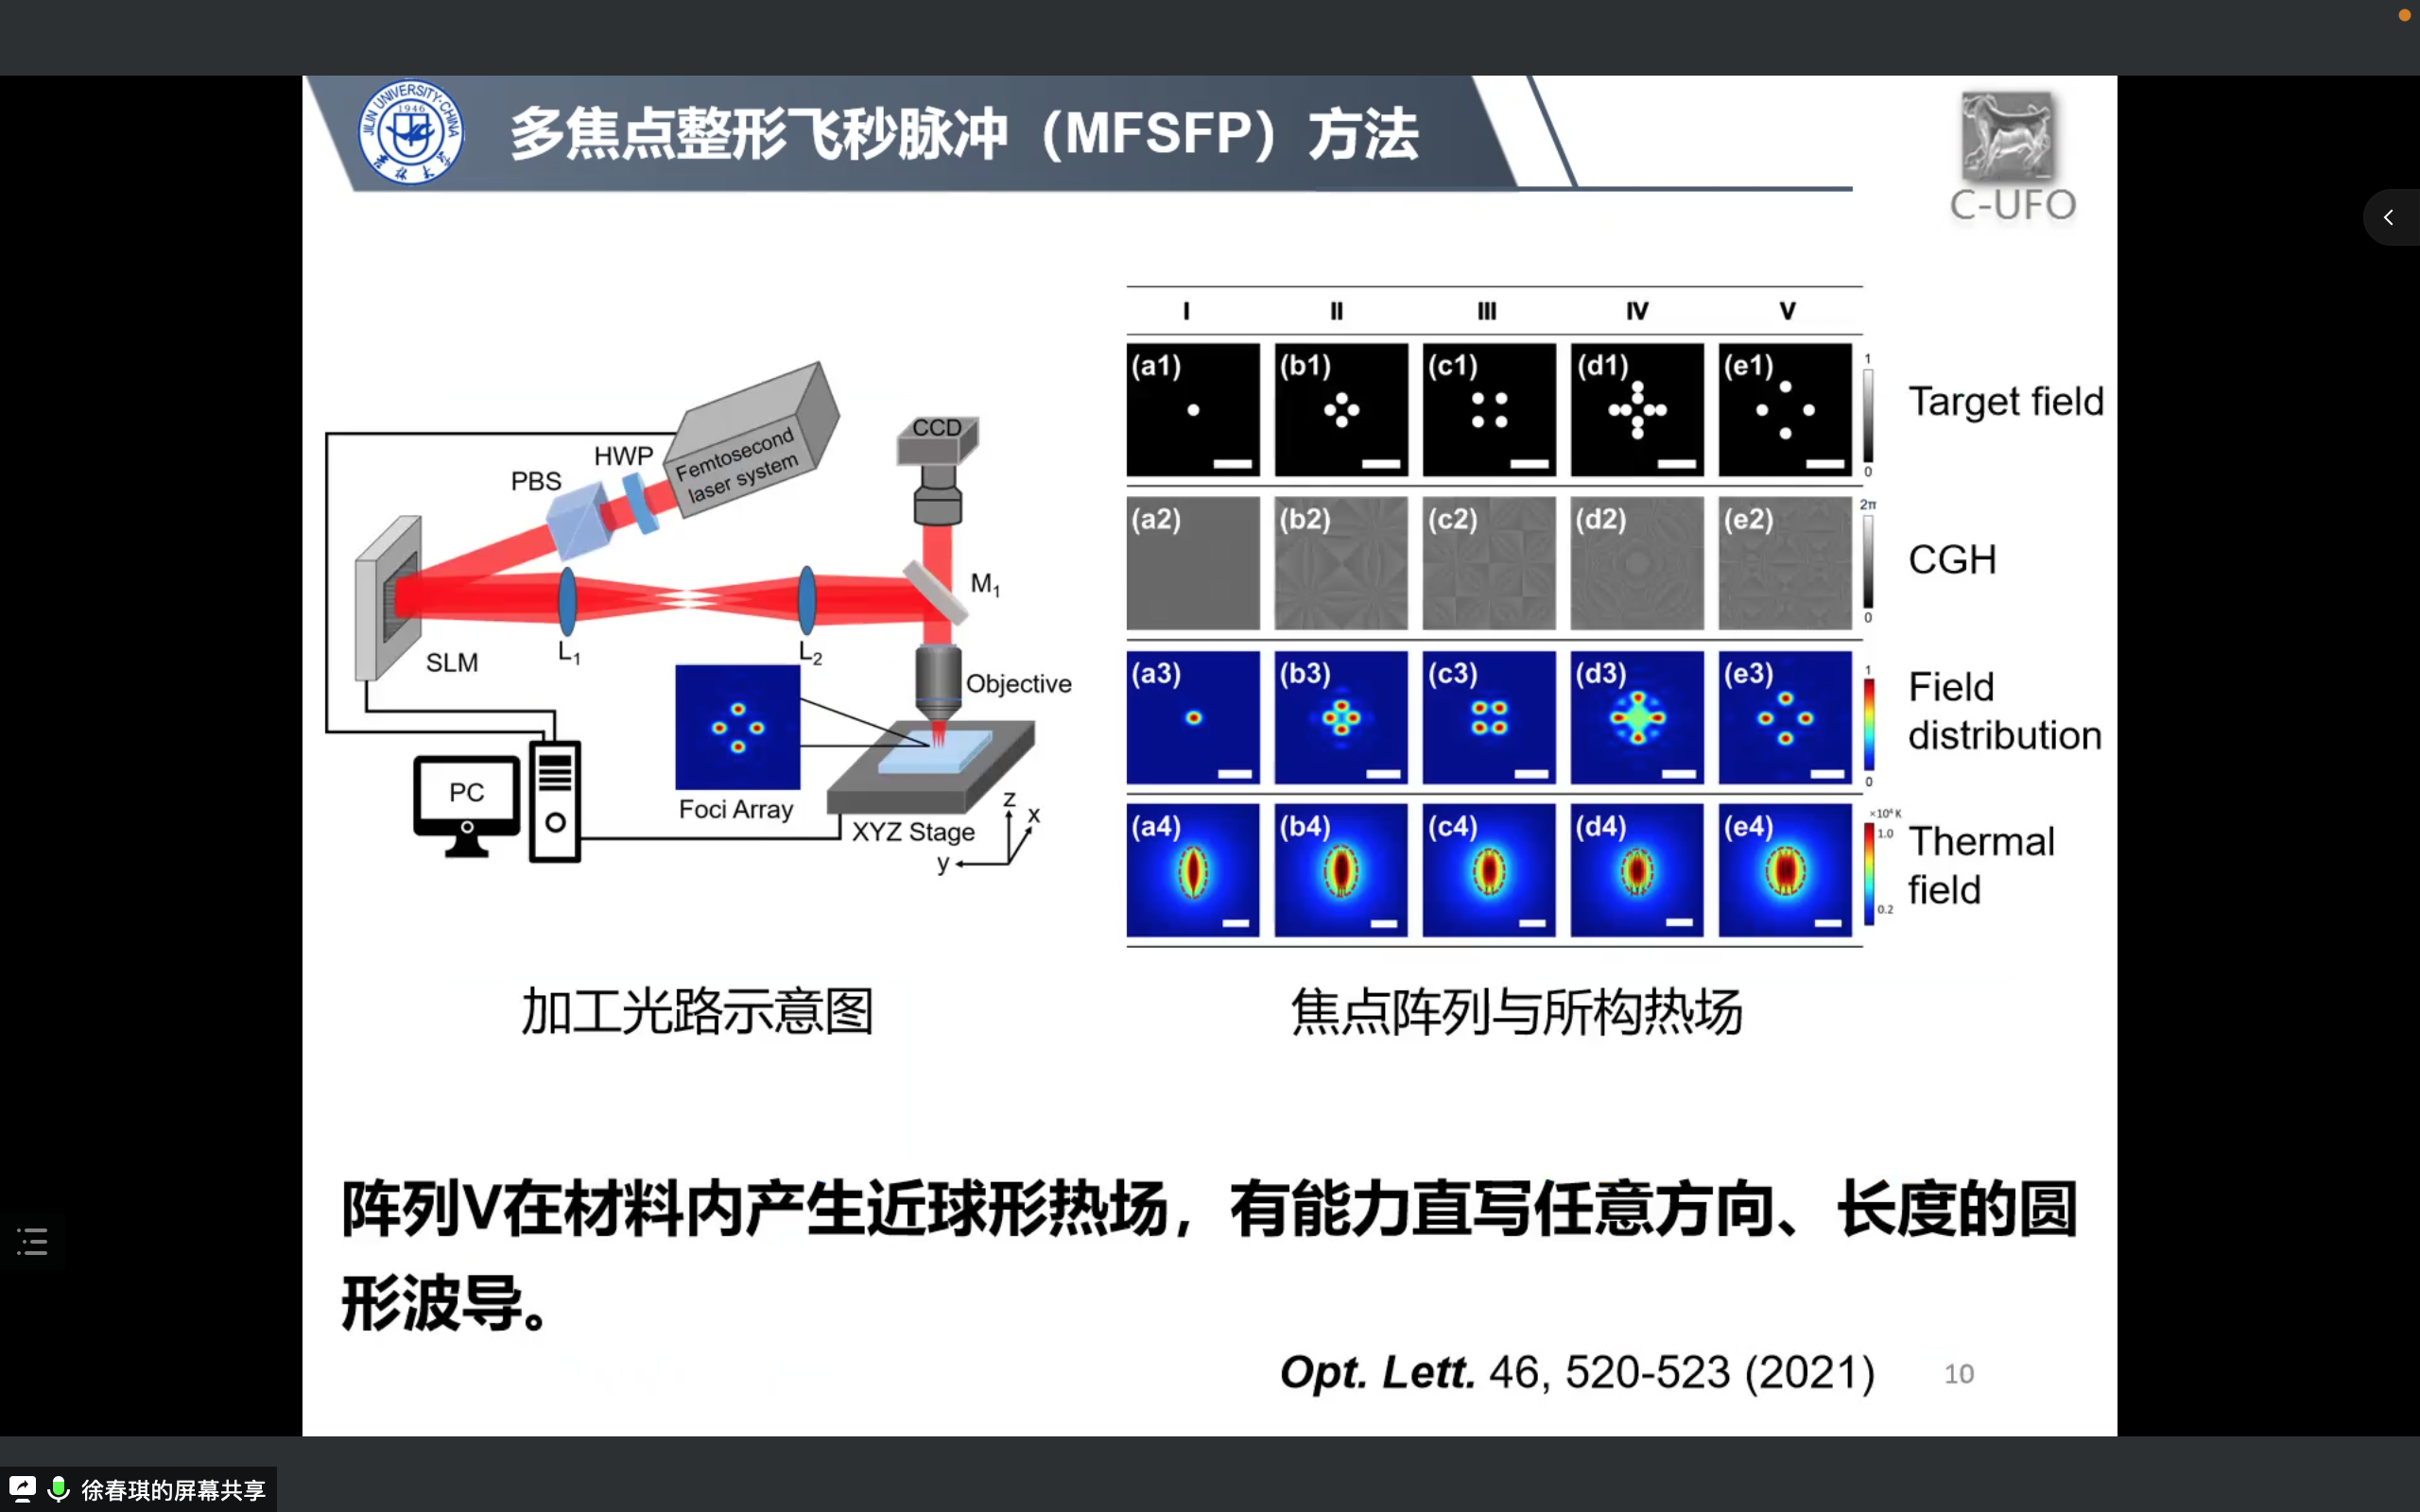 JILIN UNIVERSITY·CHINA
1946
多焦点整形飞秒脉冲（MFSFP）方法
C-UFO
Femtosecond
laser system
HWP
PBS
SLM
L1
L2
M1
CCD
Objective
Foci Array
XYZ Stage
PC
z
x
y
I II III IV V
(a1) (b1) (c1) (d1) (e1)
1
0
Target field
(a2) (b2) (c2) (d2) (e2)
2π
0
CGH
(a3) (b3) (c3) (d3) (e3)
1
0
Field
distribution
(a4) (b4) (c4) (d4) (e4)
1.0
0.2
Thermal
field
加工光路示意图
焦点阵列与所构热场
阵列V在材料内产生近球形热场，有能力直写任意方向、长度的圆
形波导。
Opt. Lett. 46, 520-523 (2021)
10
徐春琪的屏幕共享